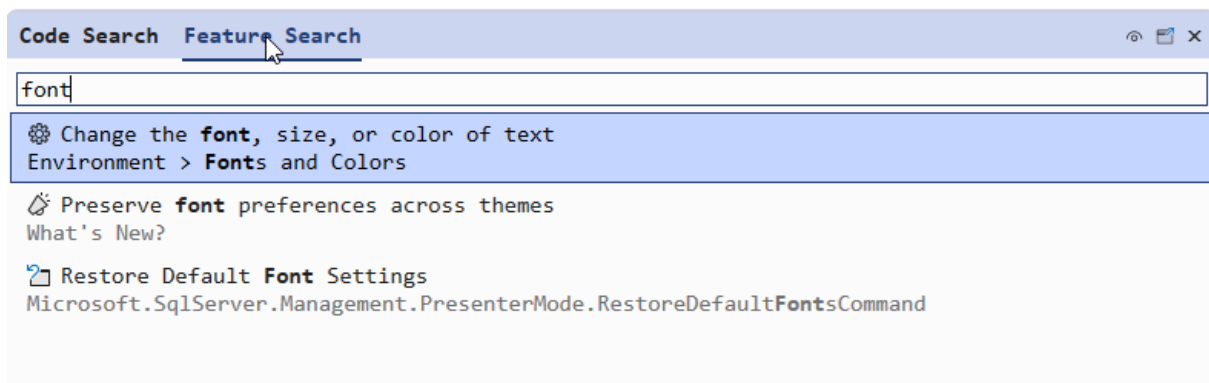 Code Search Feature Search
font
Change the font, size, or color of text
Environment > Fonts and Colors
Preserve font preferences across themes
What's New?
Restore Default Font Settings
Microsoft.SqlServer.Management.PresenterMode.RestoreDefaultFontsCommand